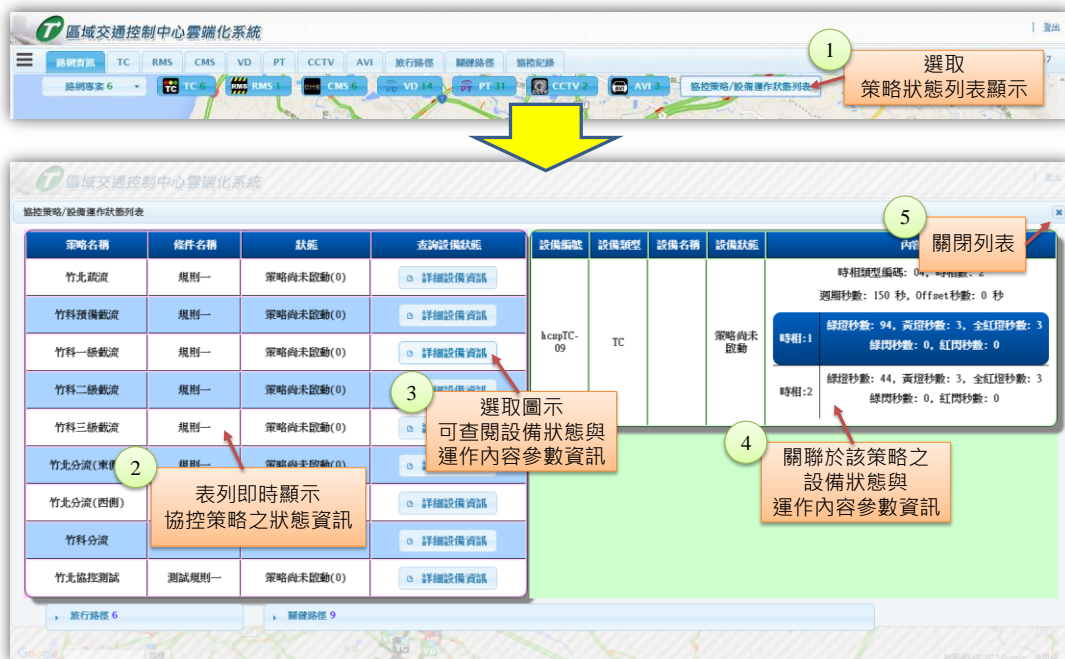 區域交通控制中心雲端化系統
登出
路網資訊 TC RMS CMS VD PT CCTV AVI 旅行路徑 關鍵路徑 協控紀錄
路網專案 6 TC 6 RMS 1 CMS 6 VD 14 PT 31 CCTV 2 AVI 3 協控策略/設備運作狀態列表
1
選取
策略狀態列表顯示
區域交通控制中心雲端化系統
登出
協控策略/設備運作狀態列表
策略名稱 條件名稱 狀態 查詢設備狀態
竹北疏流 規則一 策略尚未啟動(0) 詳細設備資訊
竹科預備截流 規則一 策略尚未啟動(0) 詳細設備資訊
竹科一級截流 規則一 策略尚未啟動(0) 詳細設備資訊
竹科二級截流 規則一 策略尚未啟動(0)
竹科三級截流 規則一 策略尚未啟動(0)
竹北分流(東側 規則一 策略尚未啟動(0)
竹北分流(西側) 詳細設備資訊
竹科分流 詳細設備資訊
竹北協控測試 測試規則一 策略尚未啟動(0) 詳細設備資訊
設備編號 設備類型 設備名稱 設備狀態 內容
hcspTC-09 TC 策略尚未啟動
時相類型編碼: 04, 時相數: 2
週期秒數: 150 秒, Offset秒數: 0 秒
時相:1 綠燈秒數: 94, 黃燈秒數: 3, 全紅燈秒數: 3
綠閃秒數: 0, 紅閃秒數: 0
時相:2 綠燈秒數: 44, 黃燈秒數: 3, 全紅燈秒數: 3
綠閃秒數: 0, 紅閃秒數: 0
2
表列即時顯示
協控策略之狀態資訊
3
選取圖示
可查閱設備狀態與
運作內容參數資訊
4
關聯於該策略之
設備狀態與
運作內容參數資訊
5
關閉列表
旅行路徑 6 關鍵路徑 9
Google